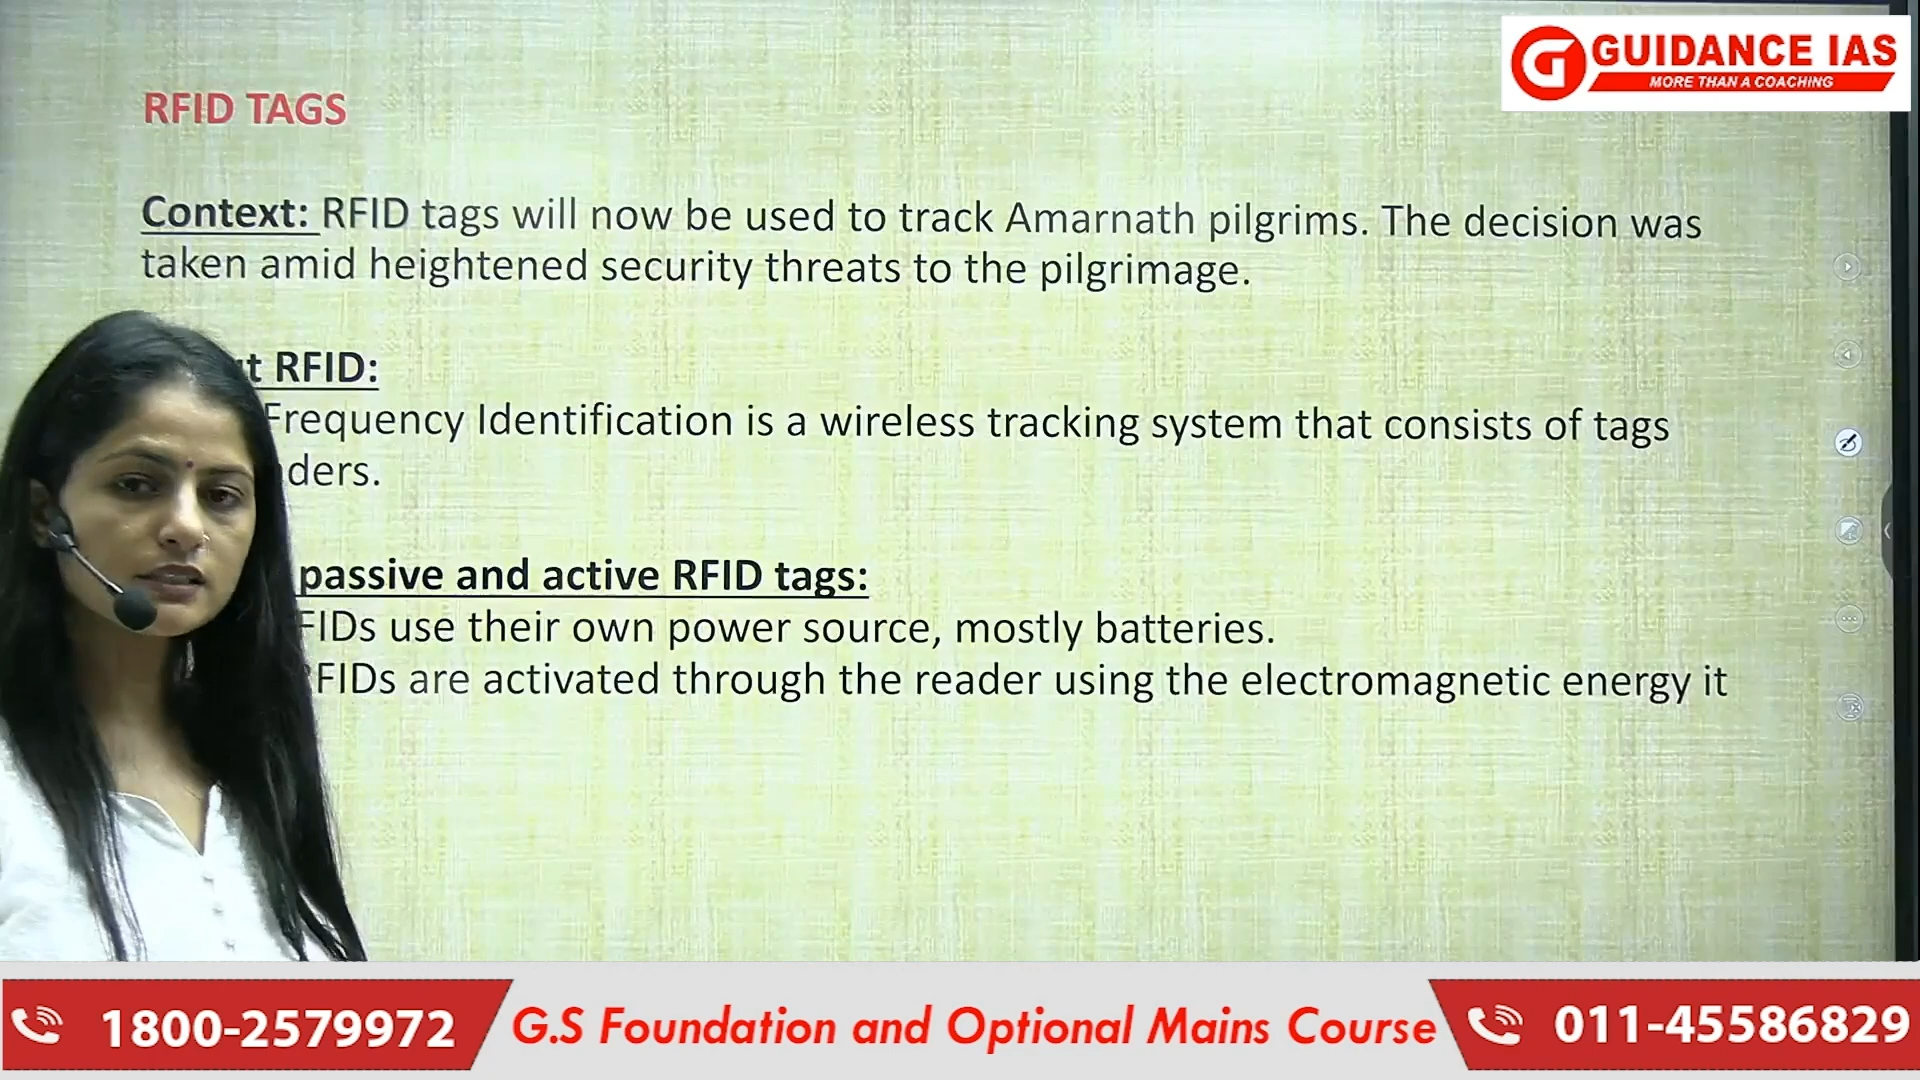 GUIDANCE IAS
MORE THAN A COACHING
RFID TAGS
Context: RFID tags will now be used to track Amarnath pilgrims. The decision was
taken amid heightened security threats to the pilgrimage.
RFID:
Frequency Identification is a wireless tracking system that consists of tags
passive and active RFID tags:
use their own power source, mostly batteries.
RFIDs are activated through the reader using the electromagnetic energy it
1800-2579972
G.S Foundation and Optional Mains Course
011-45586829